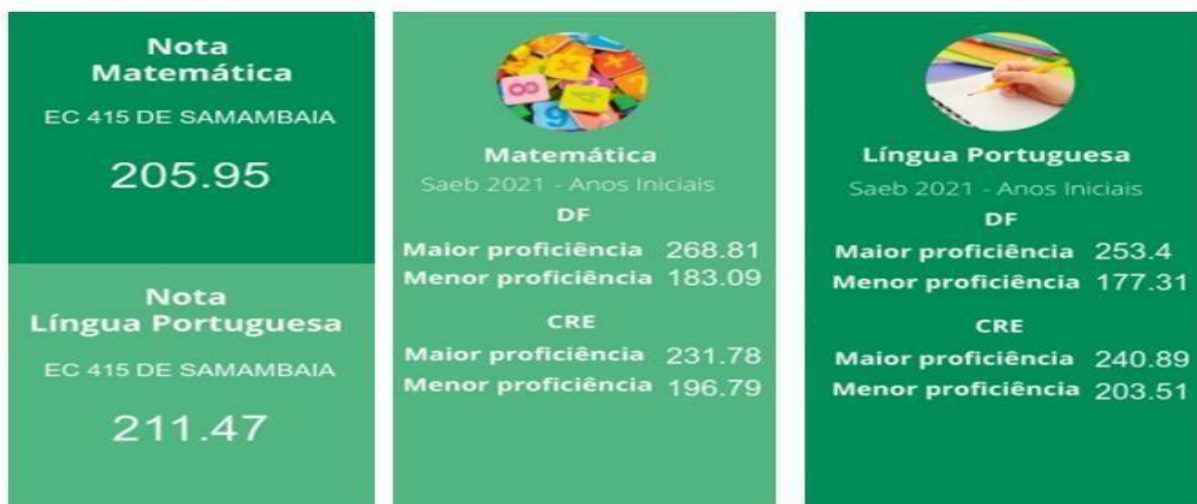 Nota
Matemática
EC 415 DE SAMAMBAIA
205.95
Nota
Língua Portuguesa
EC 415 DE SAMAMBAIA
211.47
Matemática
Saeb 2021 - Anos Iniciais
DF
Maior proficiência 268.81
Menor proficiência 183.09
CRE
Maior proficiência 231.78
Menor proficiência 196.79
Língua Portuguesa
Saeb 2021 - Anos Iniciais
DF
Maior proficiência 253.4
Menor proficiência 177.31
CRE
Maior proficiência 240.89
Menor proficiência 203.51